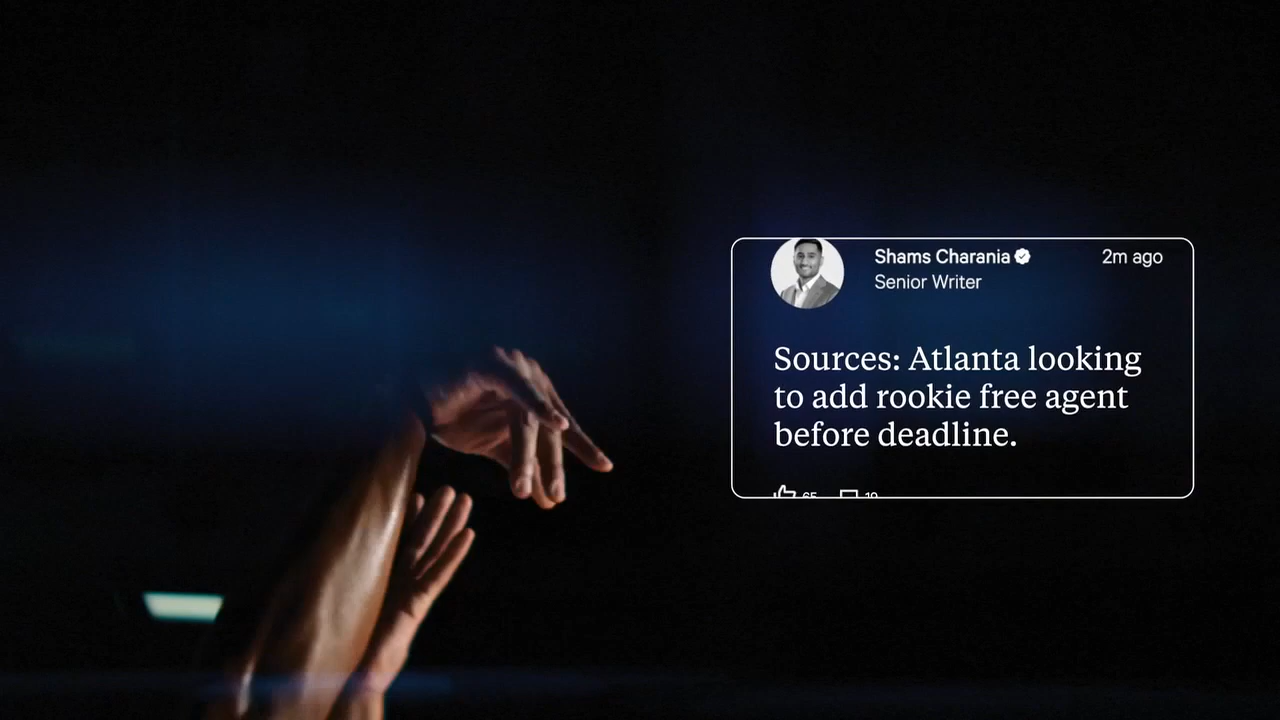 Shams Charania
2m ago
Senior Writer
Sources: Atlanta looking
to add rookie free agent
before deadline.